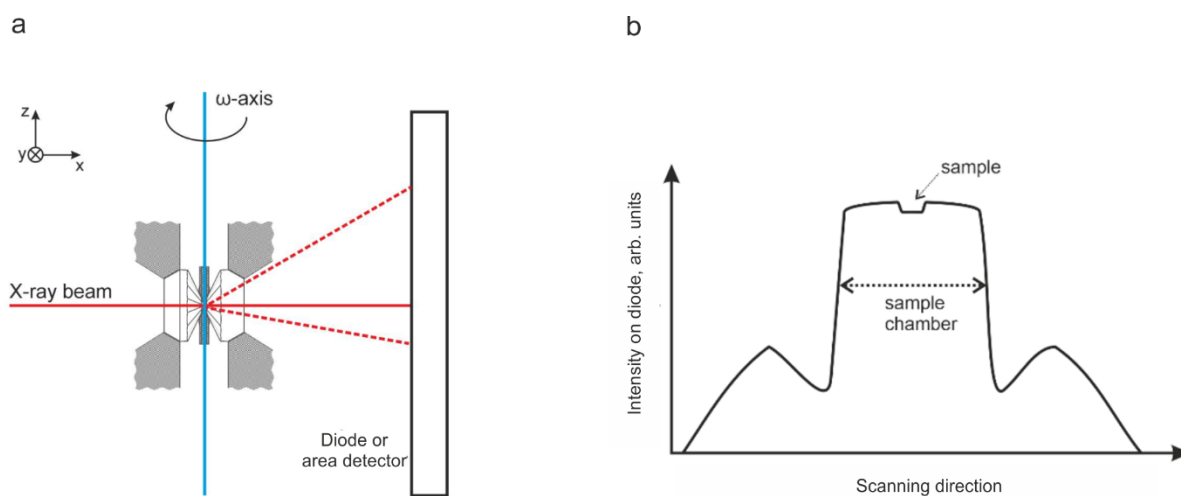 a
ω-axis
z
y
x
X-ray beam
Diode or
area detector
b
Intensity on diode, arb. units
sample
sample
chamber
Scanning direction